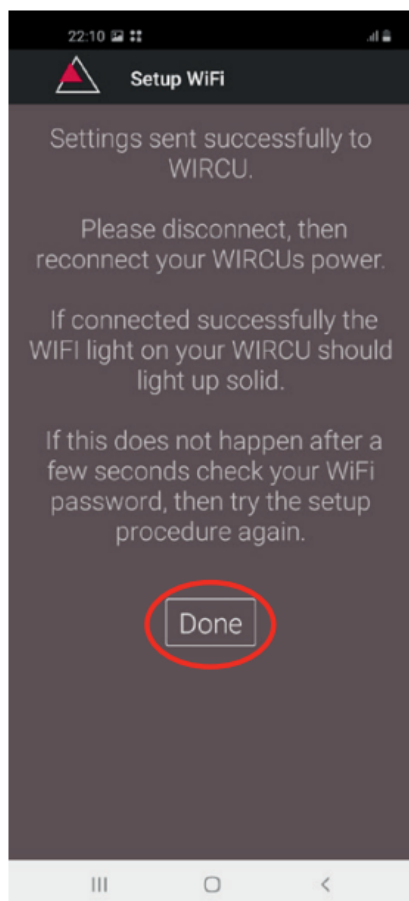 22:10
Setup WiFi
Settings sent successfully to
WIRCU.
Please disconnect, then
reconnect your WIRCUs power.
If connected successfully the
WIFI light on your WIRCU should
light up solid.
If this does not happen after a
few seconds check your WiFi
password, then try the setup
procedure again.
Done